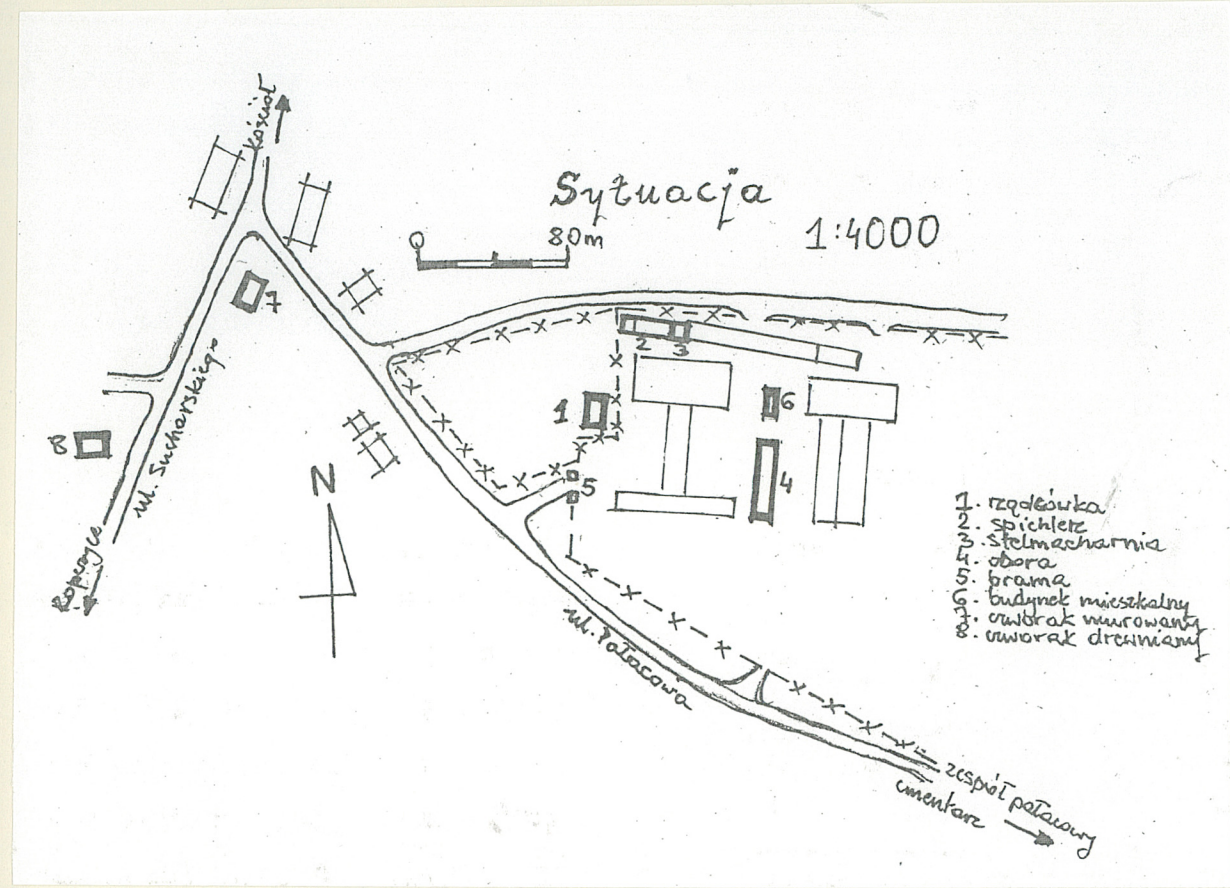 kościół
Sytuacja
1:4000
0 80m
7
2 3
1
6
8
ul. Sucharskiego
N
5
4
1. rządcówka
2. spichlerz
3. stelmacharnia
4. obora
5. brama
6. budynek mieszkalny
7. czworak murowany
8. czworak drewniany
Ropczyce
ul. Pałacowa
zespół pałacowy
cmentarz